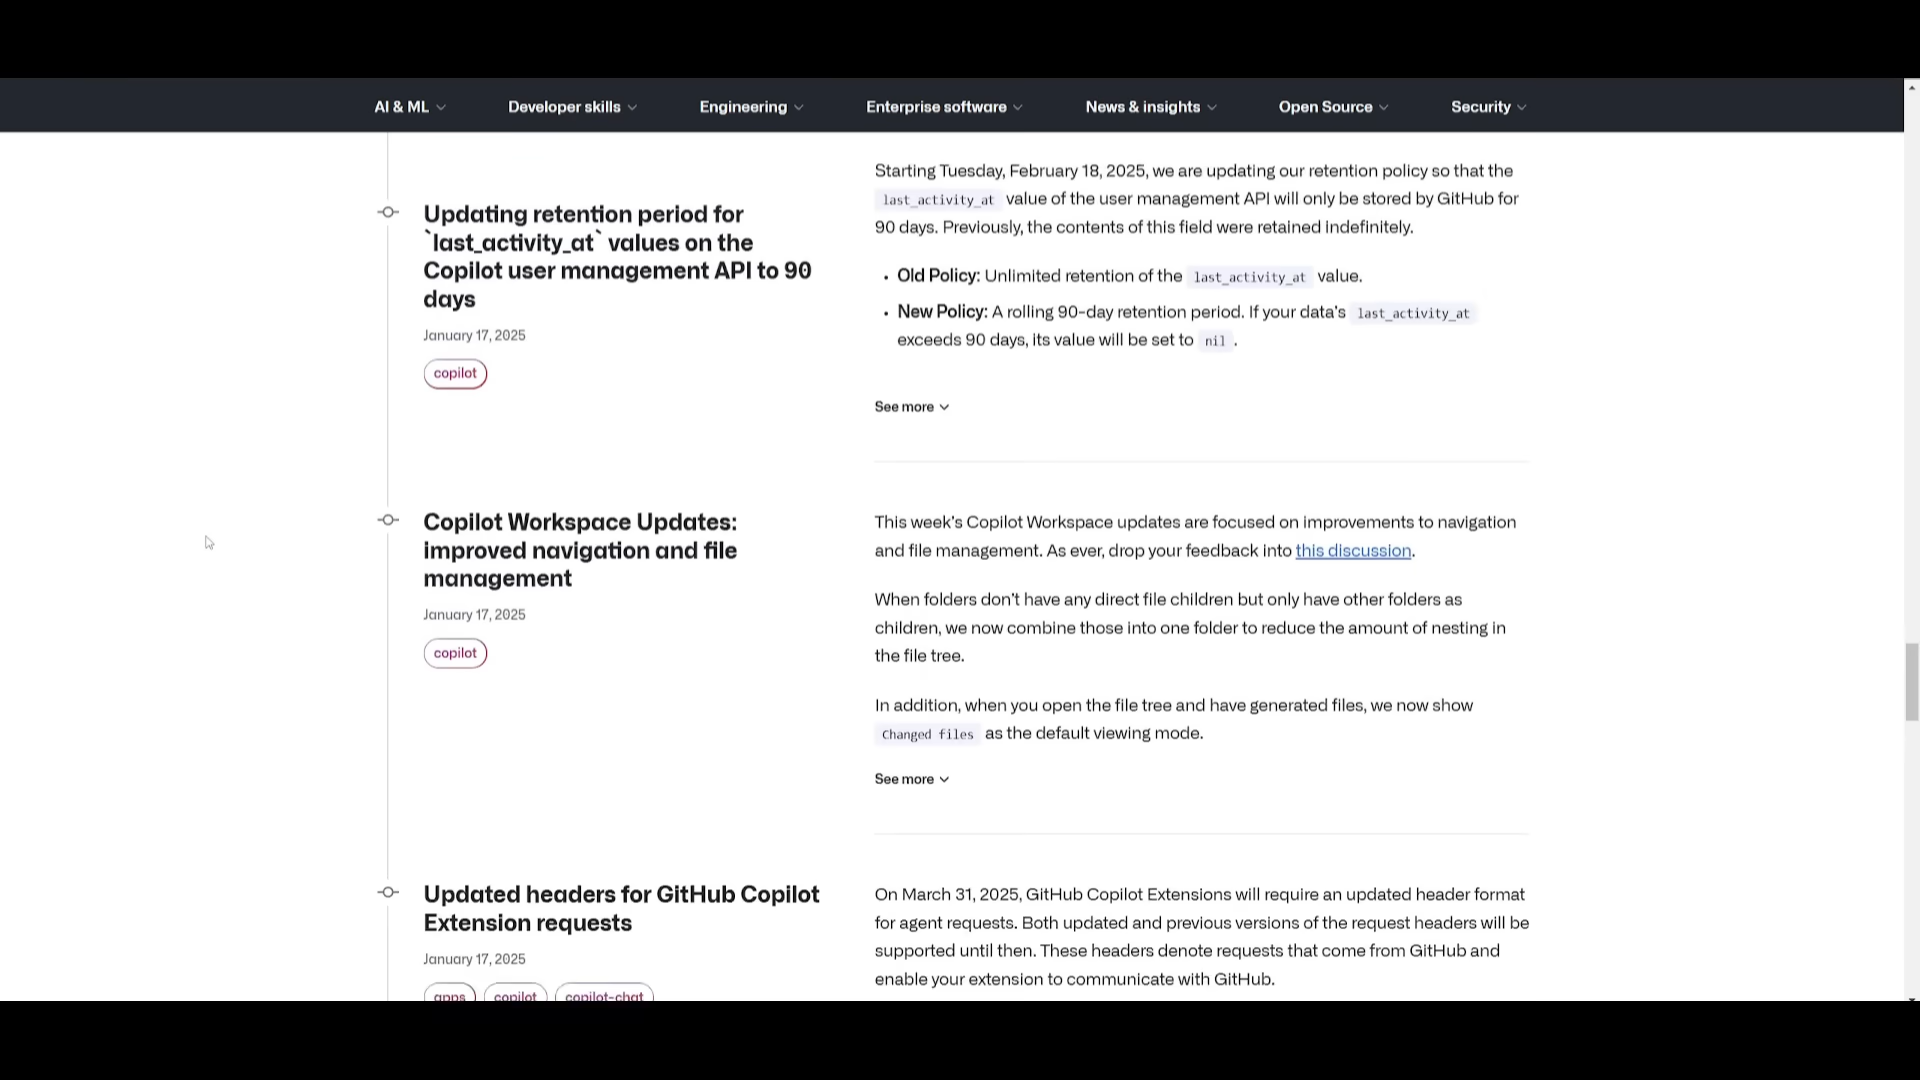 AI & ML
Developer skills
Engineering
Enterprise software
News & insights
Open Source
Security
Updating retention period for
`last_activity_at` values on the
Copilot user management API to 90
days
January 17, 2025
copilot
Starting Tuesday, February 18, 2025, we are updating our retention policy so that the
last_activity_at value of the user management API will only be stored by GitHub for
90 days. Previously, the contents of this field were retained indefinitely.
• Old Policy: Unlimited retention of the last_activity_at value.
• New Policy: A rolling 90-day retention period. If your data's last_activity_at
exceeds 90 days, its value will be set to nil .
See more
Copilot Workspace Updates:
improved navigation and file
management
January 17, 2025
copilot
This week's Copilot Workspace updates are focused on improvements to navigation
and file management. As ever, drop your feedback into this discussion.
When folders don't have any direct file children but only have other folders as
children, we now combine those into one folder to reduce the amount of nesting in
the file tree.
In addition, when you open the file tree and have generated files, we now show
Changed files as the default viewing mode.
See more
Updated headers for GitHub Copilot
Extension requests
January 17, 2025
apps
copilot
copilot-chat
On March 31, 2025, GitHub Copilot Extensions will require an updated header format
for agent requests. Both updated and previous versions of the request headers will be
supported until then. These headers denote requests that come from GitHub and
enable your extension to communicate with GitHub.